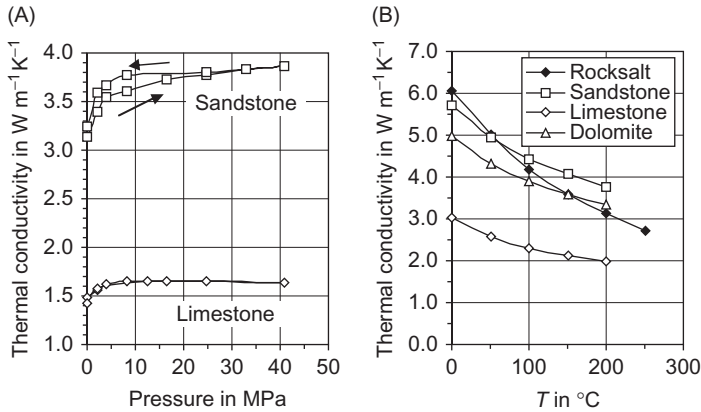 (A)
Thermal conductivity in W m⁻¹K⁻¹
4.0
3.5
3.0
2.5
2.0
1.5
1.0
Sandstone
Limestone
0 10 20 30 40 50
Pressure in MPa
(B)
Thermal conductivity in W m⁻¹K⁻¹
7.0
6.0
5.0
4.0
3.0
2.0
1.0
0.0
Rocksalt
Sandstone
Limestone
Dolomite
0 100 200 300
T in °C